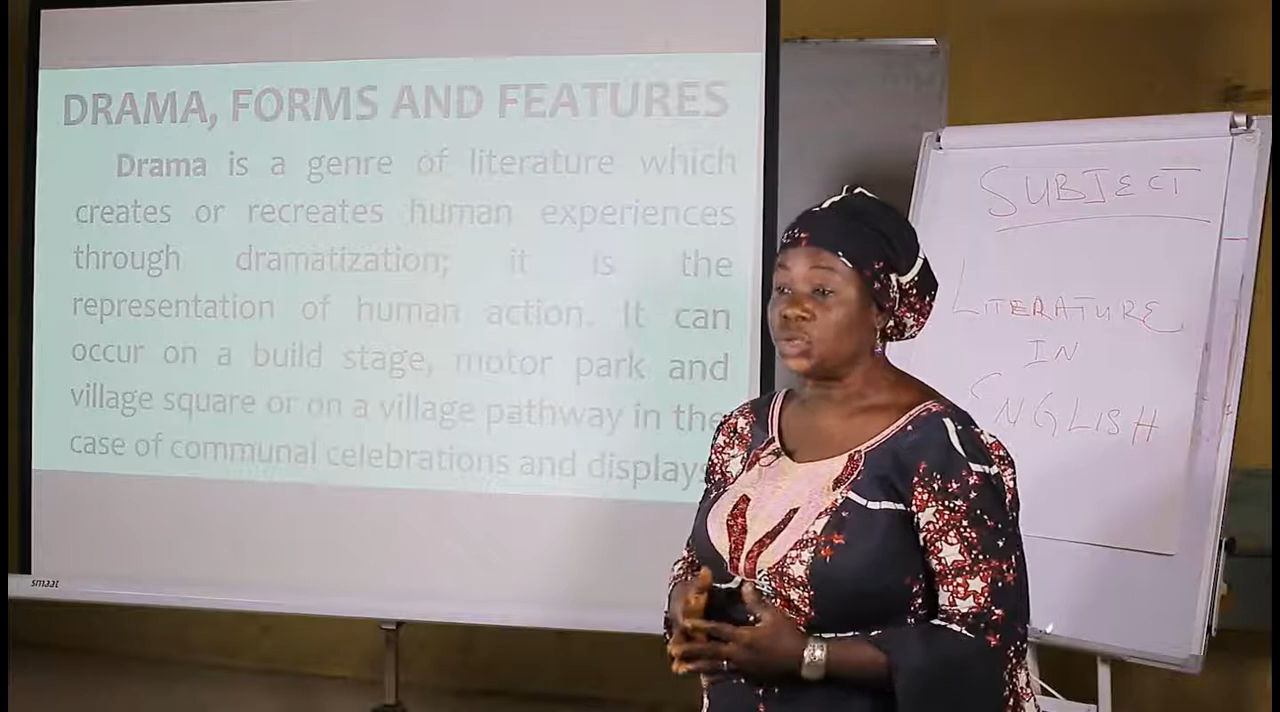 DRAMA, FORMS AND FEATURES
Drama is a genre of literature which
creates or recreates human experiences
through dramatization; it is the
representation of human action. It can
occur on a build stage, motor park and
village square or on a village pathway in the
case of communal celebrations and displays
smaat
SUBJECT
LITERATURE
IN
ENGLISH